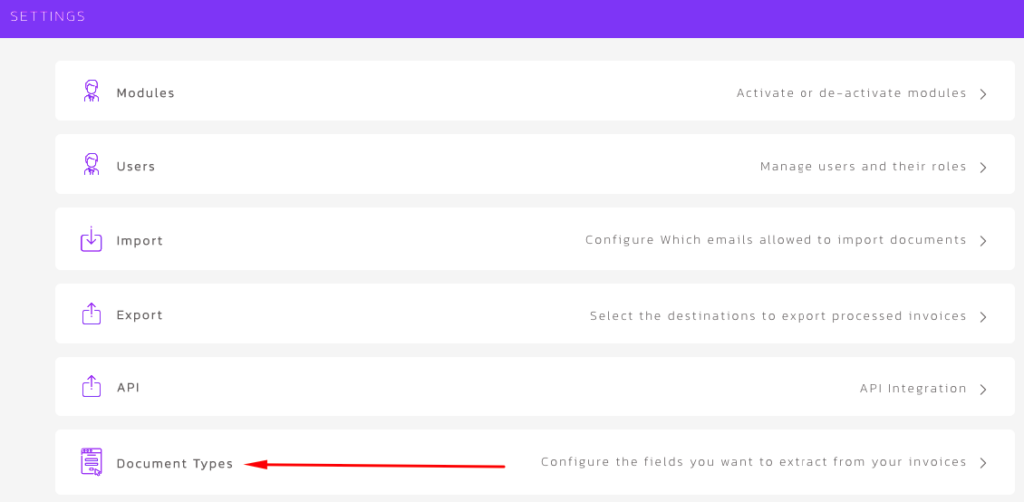 SETTINGS
Modules Activate or de-activate modules
Users Manage users and their roles
Import Configure Which emails allowed to import documents
Export Select the destinations to export processed invoices
API API Integration
Document Types Configure the fields you want to extract from your invoices